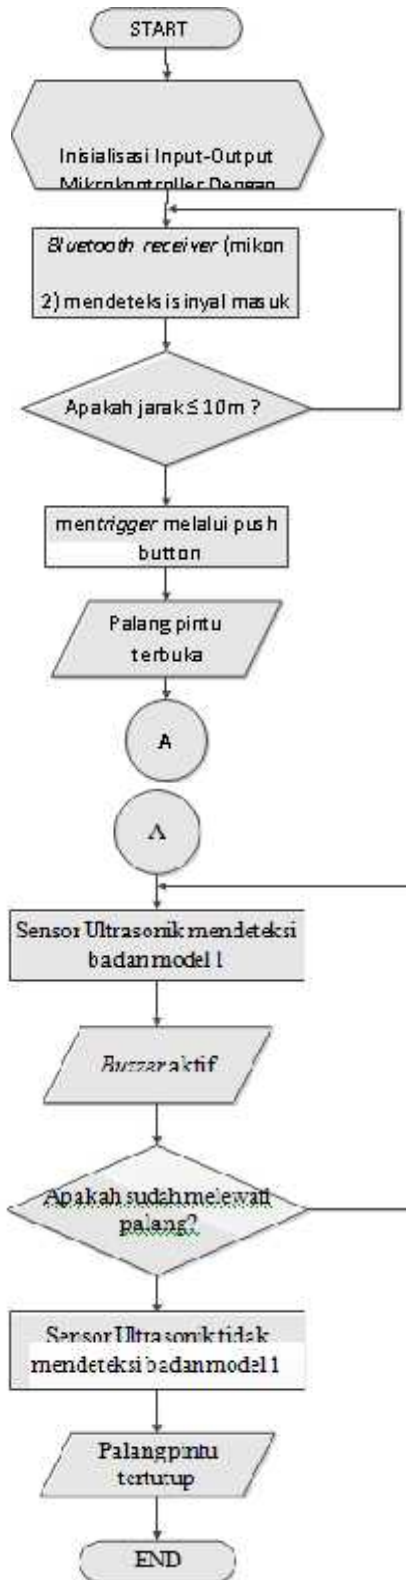 START
Inisialisasi Input-Output
Mikrokontroller Dengan
Bluetooth receiver (mikon
2) mendeteksi sinyal masuk
Apakah jarak ≤ 10m ?
mentrigger melalui push
button
Palang pintu
terbuka
A
A
Sensor Ultrasonik mendeteksi
badan model 1
Buzzer aktif
Apakah sudah melewati
palang?
Sensor Ultrasonik tidak
mendeteksi badan model 1
Palang pintu
tertutup
END